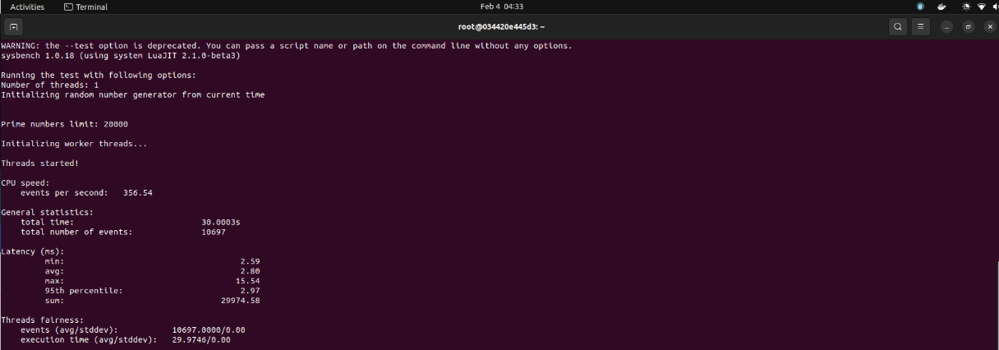 Activities Terminal Feb 4 04:33
root@034420e445d3: ~
WARNING: the --test option is deprecated. You can pass a script name or path on the command line without any options.
sysbench 1.0.18 (using system LuaJIT 2.1.0-beta3)
Running the test with following options:
Number of threads: 1
Initializing random number generator from current time
Prime numbers limit: 20000
Initializing worker threads...
Threads started!
CPU speed:
events per second: 356.54
General statistics:
total time: 30.0003s
total number of events: 10697
Latency (ms):
min: 2.59
avg: 2.80
max: 15.54
95th percentile: 2.97
sum: 29974.58
Threads fairness:
events (avg/stddev): 10697.0000/0.00
execution time (avg/stddev): 29.9746/0.00